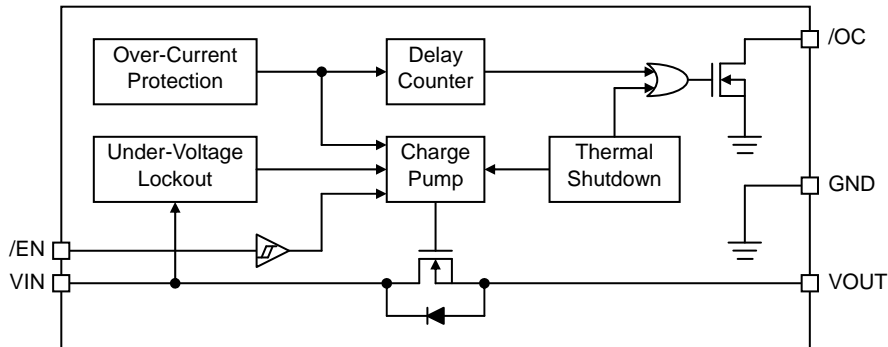 Over-Current
Protection
Delay
Counter
/OC
Under-Voltage
Lockout
Charge
Pump
Thermal
Shutdown
GND
/EN
VIN
VOUT